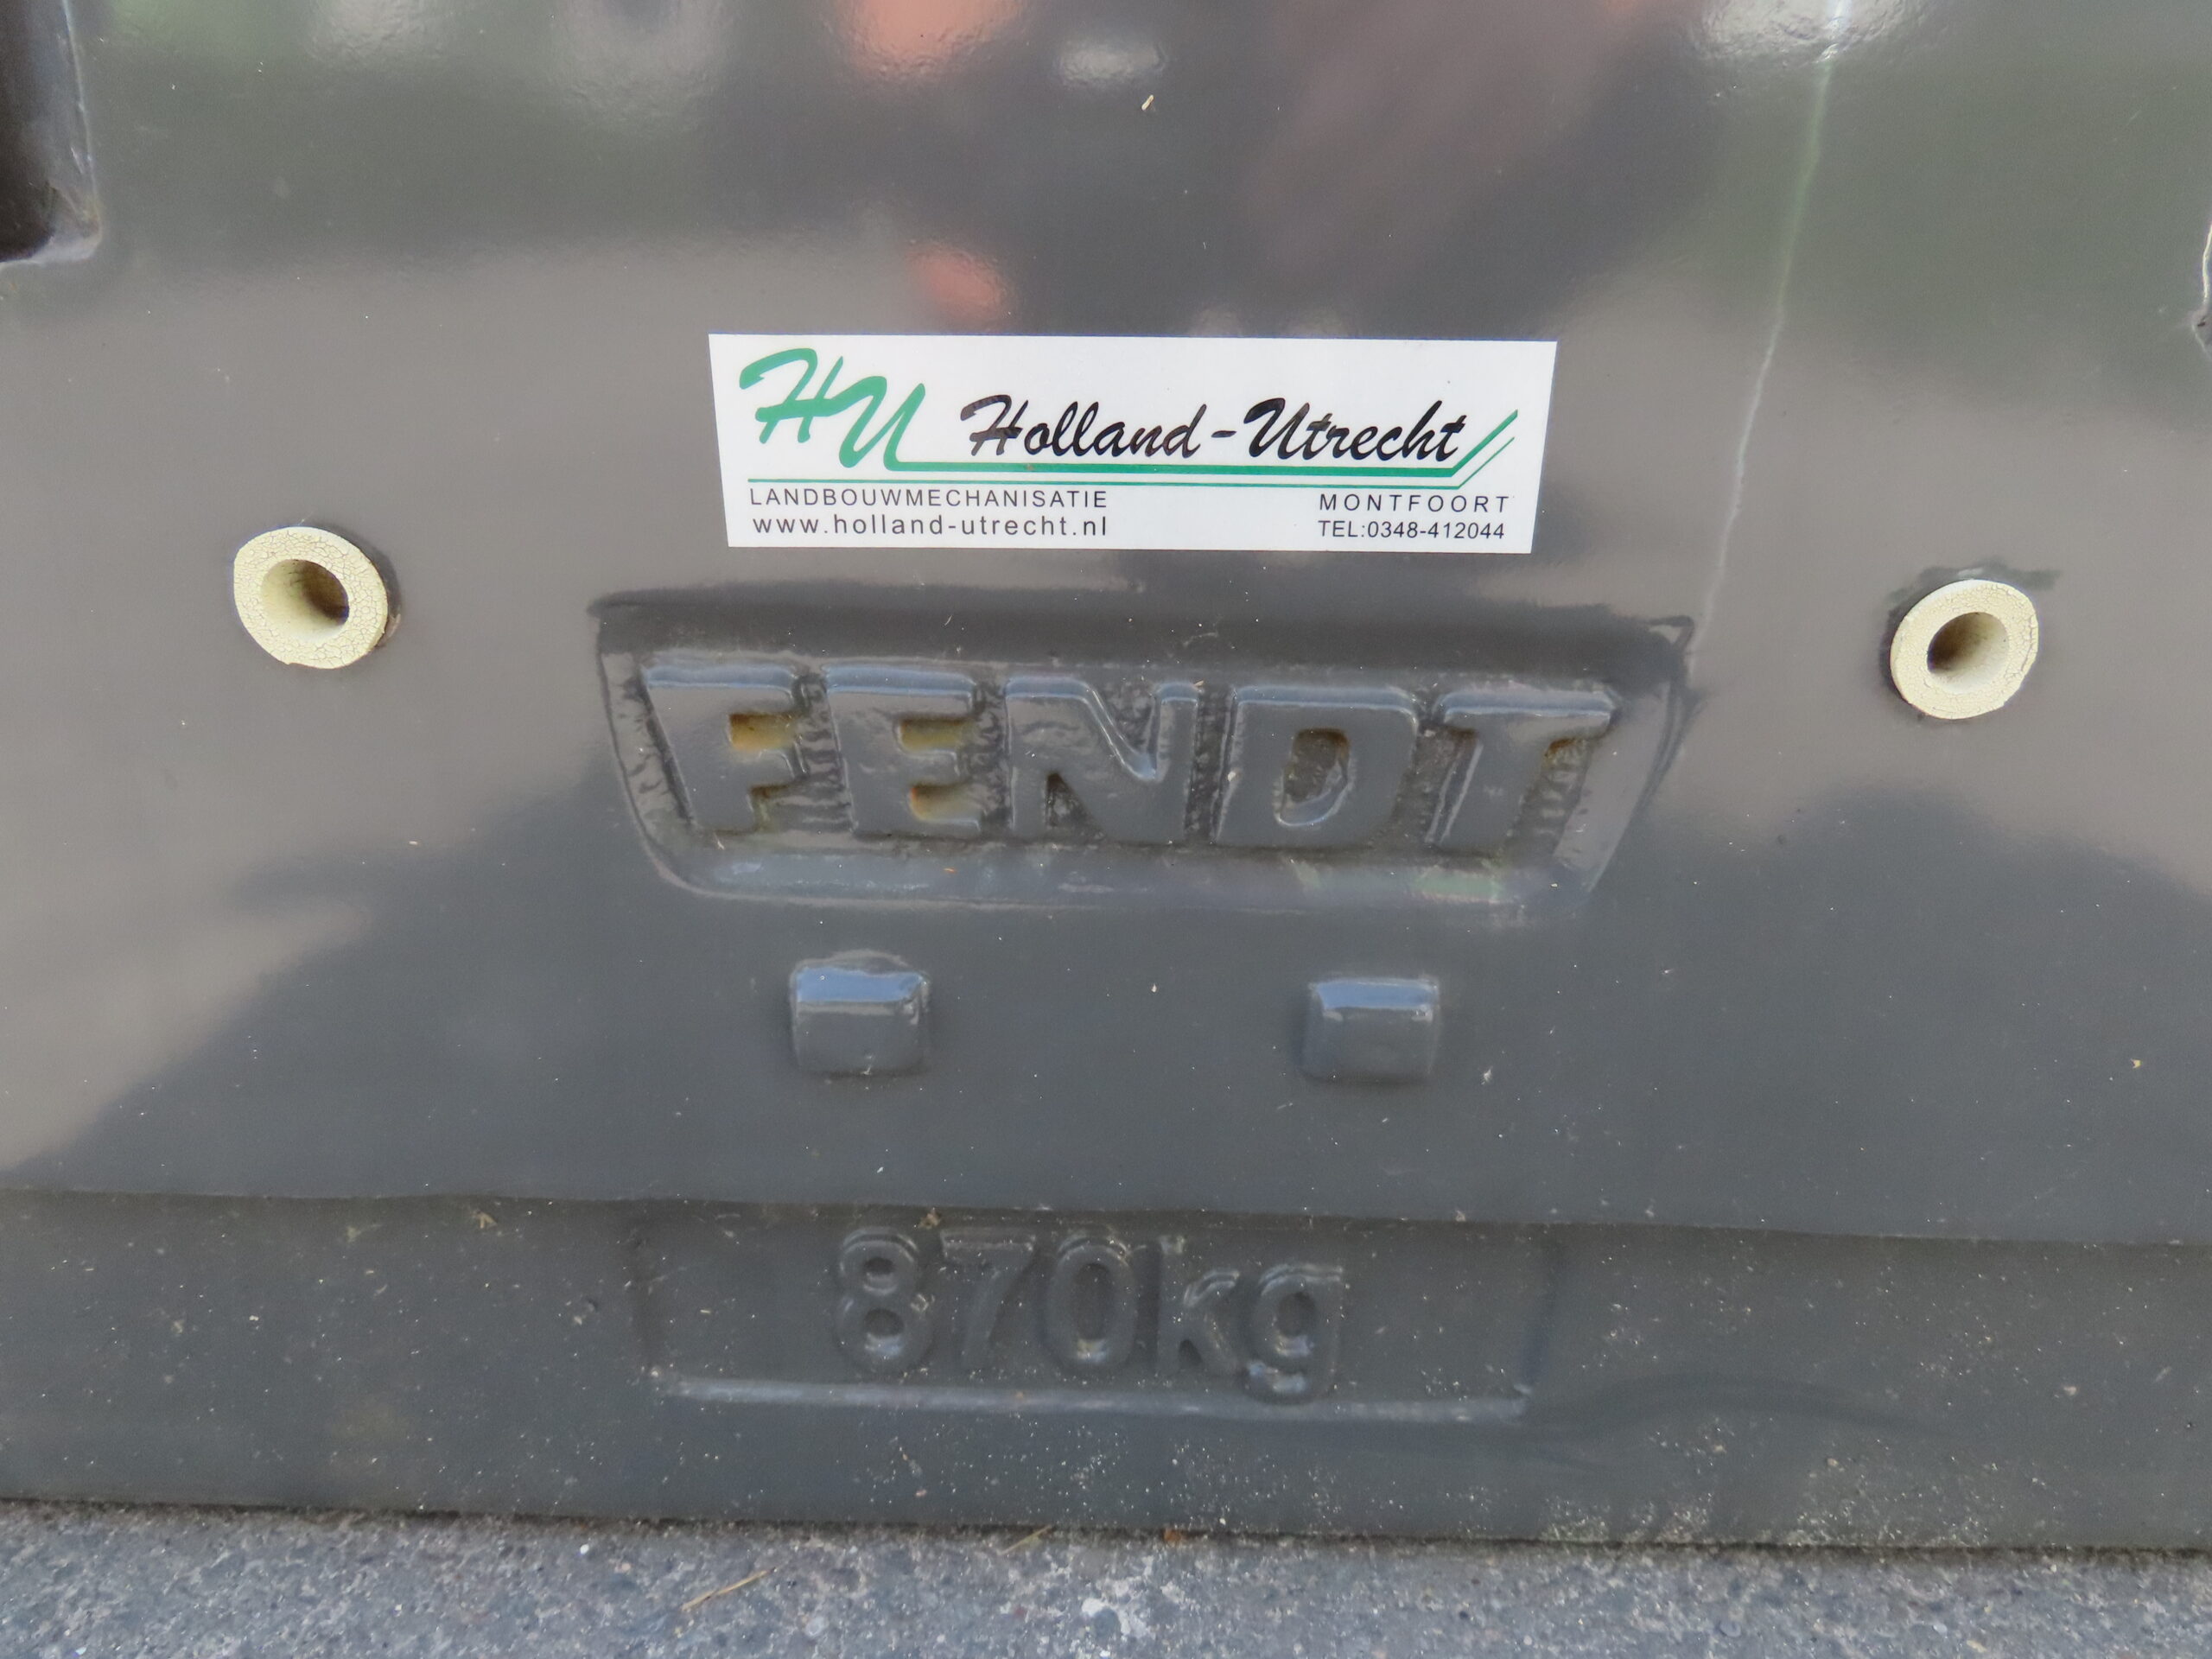 HU Holland-Utrecht
LANDBOUWMECHANISATIE MONTFOORT
www.holland-utrecht.nl TEL:0348-412044
FENDT
870kg